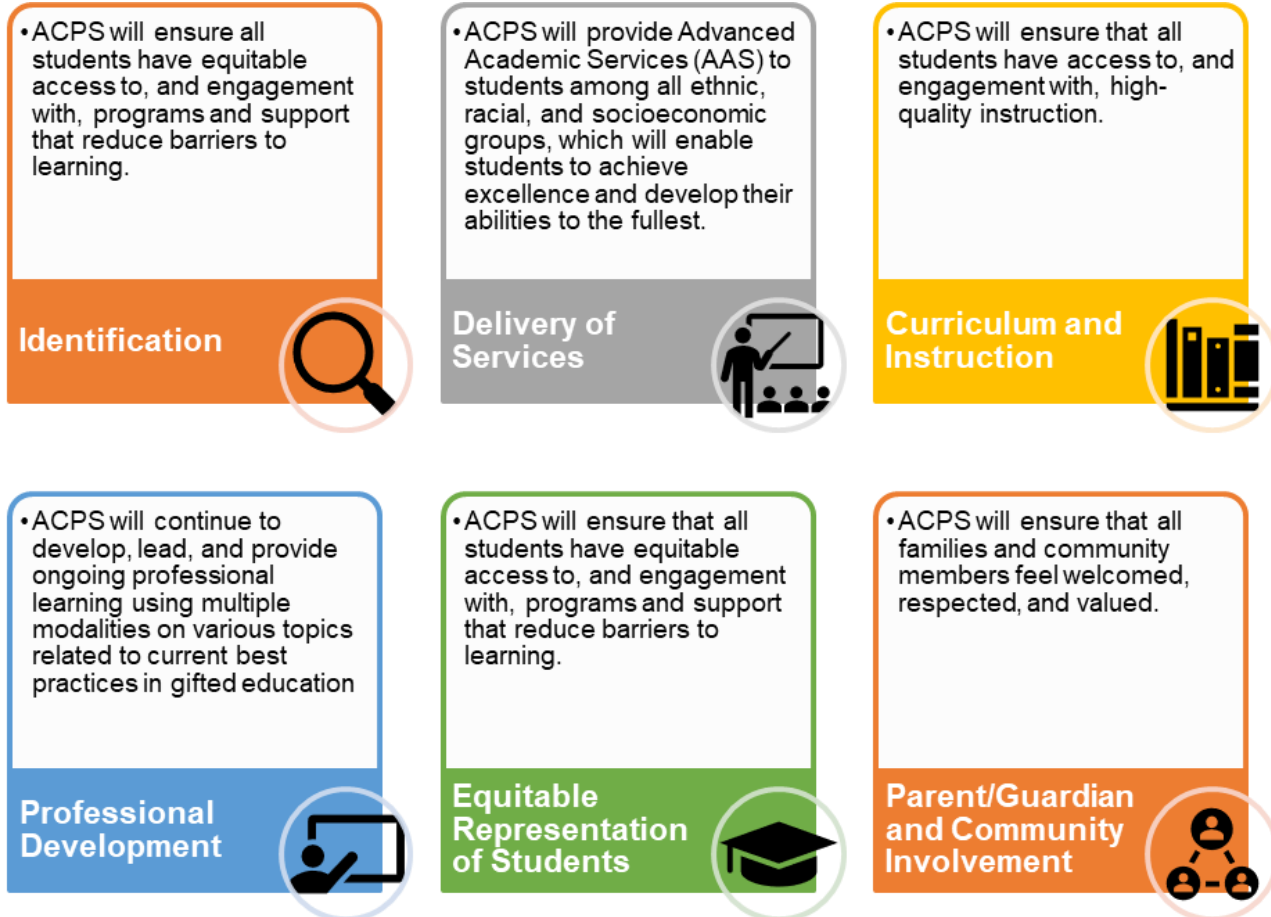 •ACPS will ensure all
students have equitable
access to, and engagement
with, programs and support
that reduce barriers to
learning.
Identification
•ACPS will provide Advanced
Academic Services (AAS) to
students among all ethnic,
racial, and socioeconomic
groups, which will enable
students to achieve
excellence and develop their
abilities to the fullest.
Delivery of
Services
•ACPS will ensure that all
students have access to, and
engagement with, high-
quality instruction.
Curriculum and
Instruction
•ACPS will continue to
develop, lead, and provide
ongoing professional
learning using multiple
modalities on various topics
related to current best
practices in gifted education
Professional
Development
•ACPS will ensure that all
students have equitable
access to, and engagement
with, programs and support
that reduce barriers to
learning.
Equitable
Representation
of Students
•ACPS will ensure that all
families and community
members feel welcomed,
respected, and valued.
Parent/Guardian
and Community
Involvement